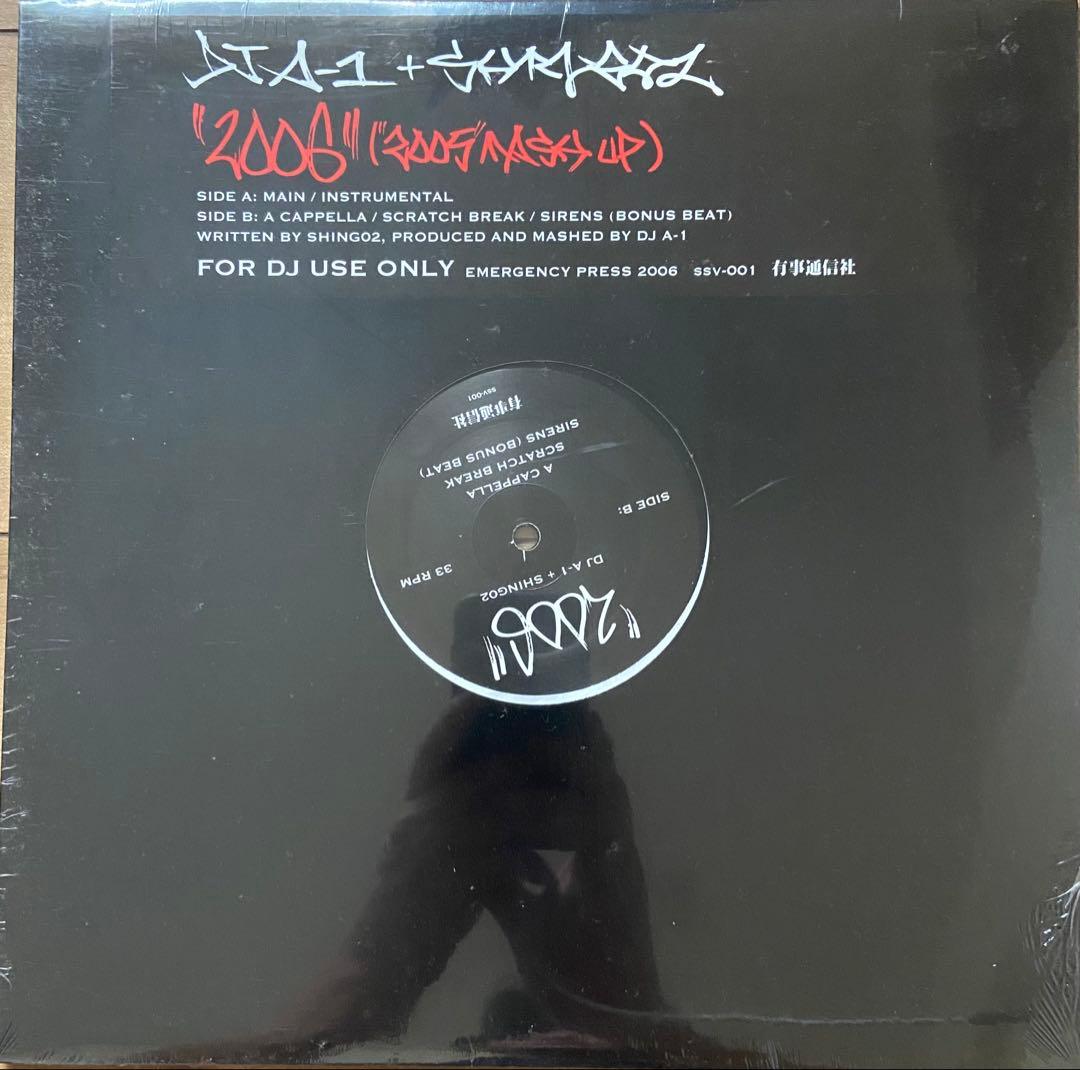 DJ A-1 + SHING02
"2006" ("2005" MASH UP)
SIDE A: MAIN / INSTRUMENTAL
SIDE B: A CAPPELLA / SCRATCH BREAK / SIRENS (BONUS BEAT)
WRITTEN BY SHING02, PRODUCED AND MASHED BY DJ A-1
FOR DJ USE ONLY EMERGENCY PRESS 2006 SSV-001 有事通信社
"2006"
DJ A-1 + SHING02
33 RPM
SIDE B:
A CAPPELLA
SCRATCH BREAK
SIRENS (BONUS BEAT)
有事通信社
SSV-001